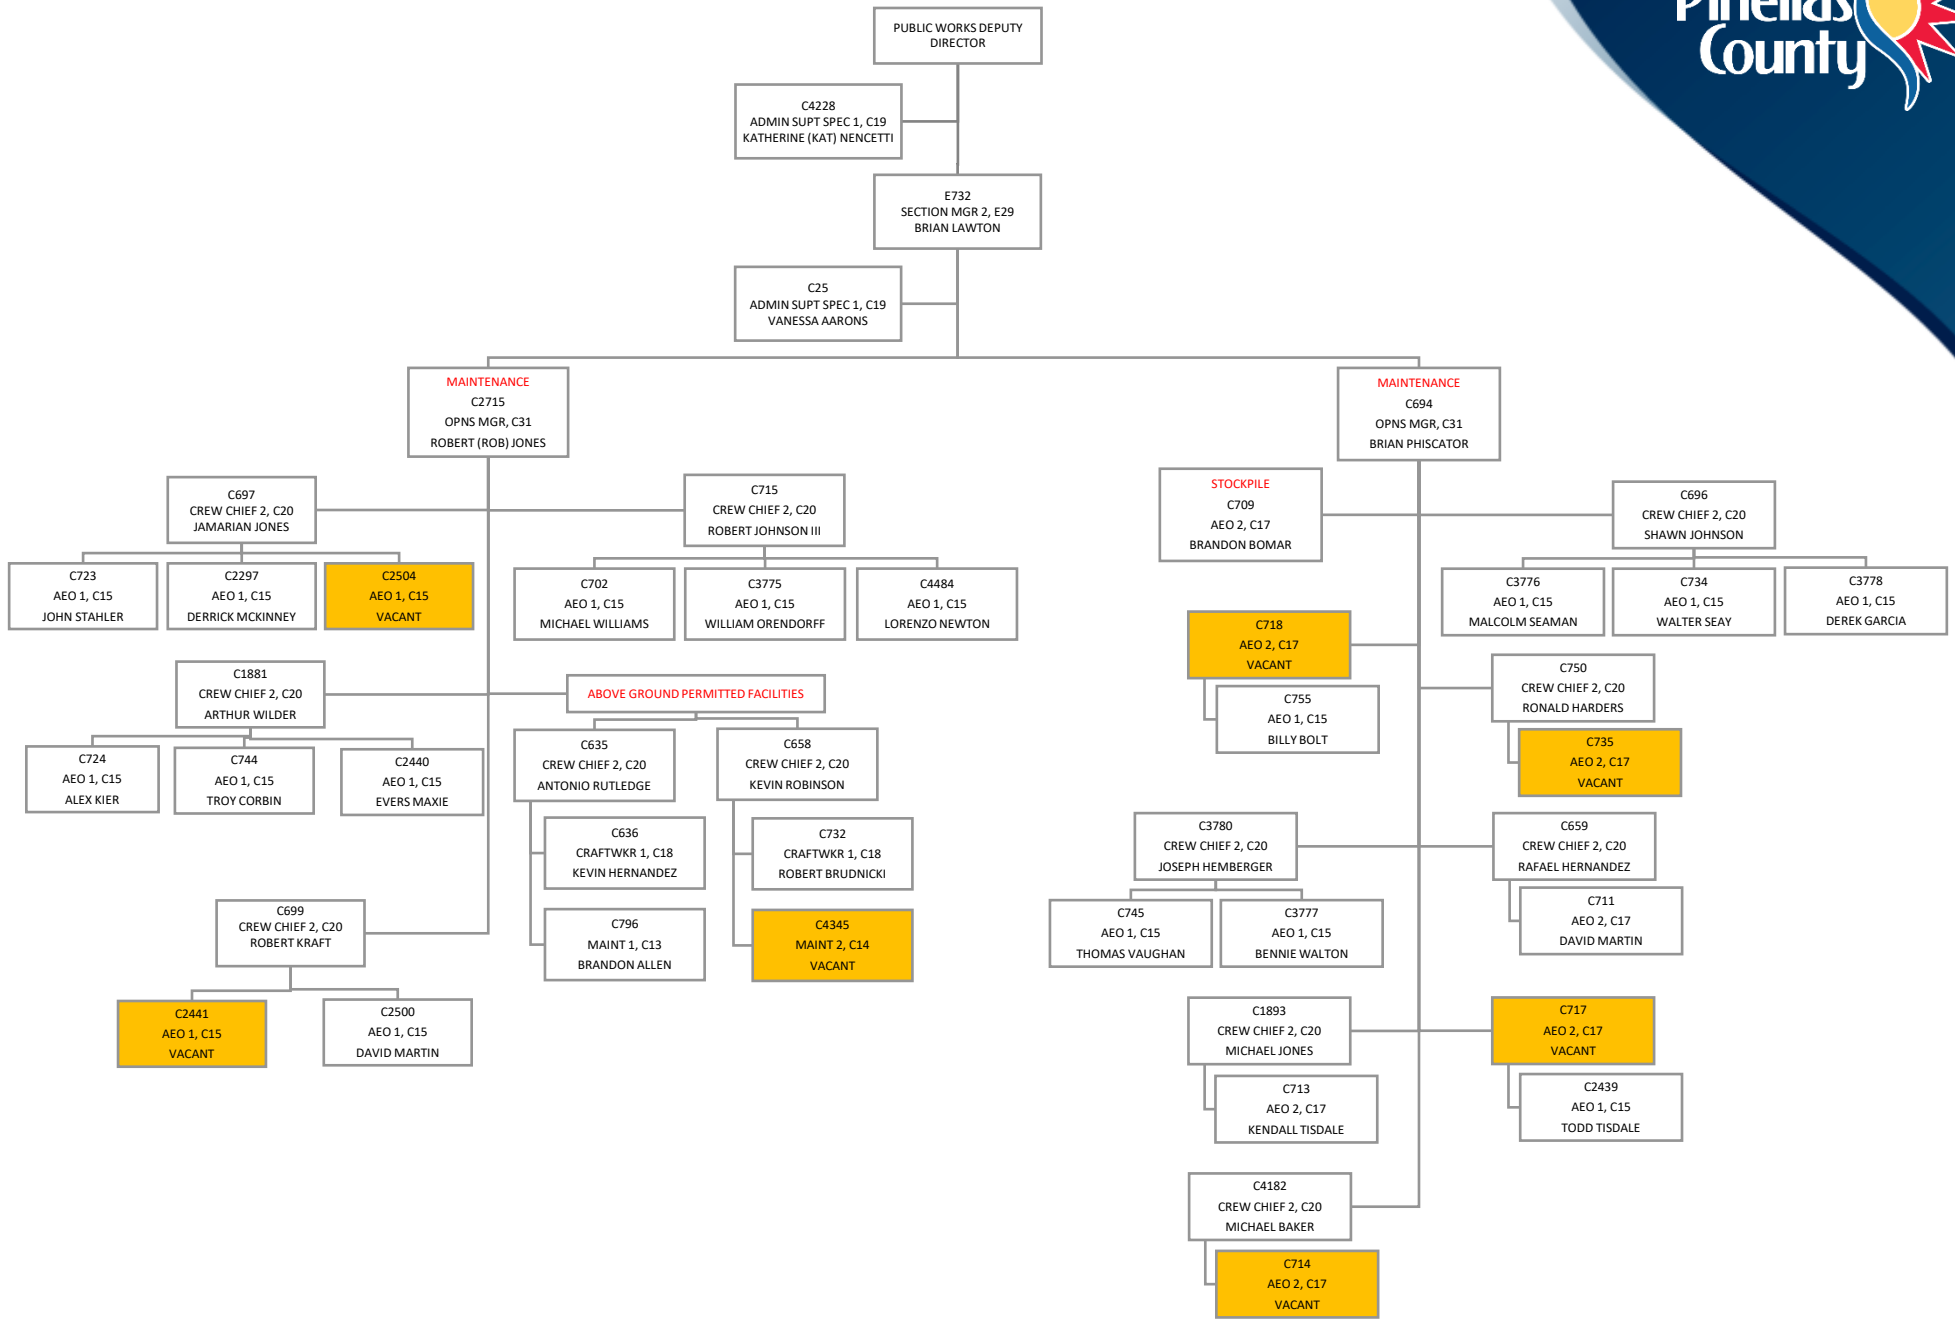 Pinellas
County
PUBLIC WORKS DEPUTY
DIRECTOR
C4228
ADMIN SUPT SPEC 1, C19
KATHERINE (KAT) NENCETTI
E732
SECTION MGR 2, E29
BRIAN LAWTON
C25
ADMIN SUPT SPEC 1, C19
VANESSA AARONS
MAINTENANCE
C2715
OPNS MGR, C31
ROBERT (ROB) JONES
C697
CREW CHIEF 2, C20
JAMARIAN JONES
C723
AEO 1, C15
JOHN STAHLER
C2297
AEO 1, C15
DERRICK MCKINNEY
C2504
AEO 1, C15
VACANT
C715
CREW CHIEF 2, C20
ROBERT JOHNSON III
C702
AEO 1, C15
MICHAEL WILLIAMS
C3775
AEO 1, C15
WILLIAM ORENDORFF
C4484
AEO 1, C15
LORENZO NEWTON
C1881
CREW CHIEF 2, C20
ARTHUR WILDER
C724
AEO 1, C15
ALEX KIER
C744
AEO 1, C15
TROY CORBIN
C2440
AEO 1, C15
EVERS MAXIE
ABOVE GROUND PERMITTED FACILITIES
C635
CREW CHIEF 2, C20
ANTONIO RUTLEDGE
C636
CRAFTWKR 1, C18
KEVIN HERNANDEZ
C796
MAINT 1, C13
BRANDON ALLEN
C658
CREW CHIEF 2, C20
KEVIN ROBINSON
C732
CRAFTWKR 1, C18
ROBERT BRUDNICKI
C4345
MAINT 2, C14
VACANT
C699
CREW CHIEF 2, C20
ROBERT KRAFT
C2441
AEO 1, C15
VACANT
C2500
AEO 1, C15
DAVID MARTIN
MAINTENANCE
C694
OPNS MGR, C31
BRIAN PHISCATOR
STOCKPILE
C709
AEO 2, C17
BRANDON BOMAR
C696
CREW CHIEF 2, C20
SHAWN JOHNSON
C3776
AEO 1, C15
MALCOLM SEAMAN
C734
AEO 1, C15
WALTER SEAY
C3778
AEO 1, C15
DEREK GARCIA
C718
AEO 2, C17
VACANT
C755
AEO 1, C15
BILLY BOLT
C750
CREW CHIEF 2, C20
RONALD HARDERS
C735
AEO 2, C17
VACANT
C3780
CREW CHIEF 2, C20
JOSEPH HEMBERGER
C745
AEO 1, C15
THOMAS VAUGHAN
C3777
AEO 1, C15
BENNIE WALTON
C659
CREW CHIEF 2, C20
RAFAEL HERNANDEZ
C711
AEO 2, C17
DAVID MARTIN
C1893
CREW CHIEF 2, C20
MICHAEL JONES
C713
AEO 2, C17
KENDALL TISDALE
C717
AEO 2, C17
VACANT
C2439
AEO 1, C15
TODD TISDALE
C4182
CREW CHIEF 2, C20
MICHAEL BAKER
C714
AEO 2, C17
VACANT